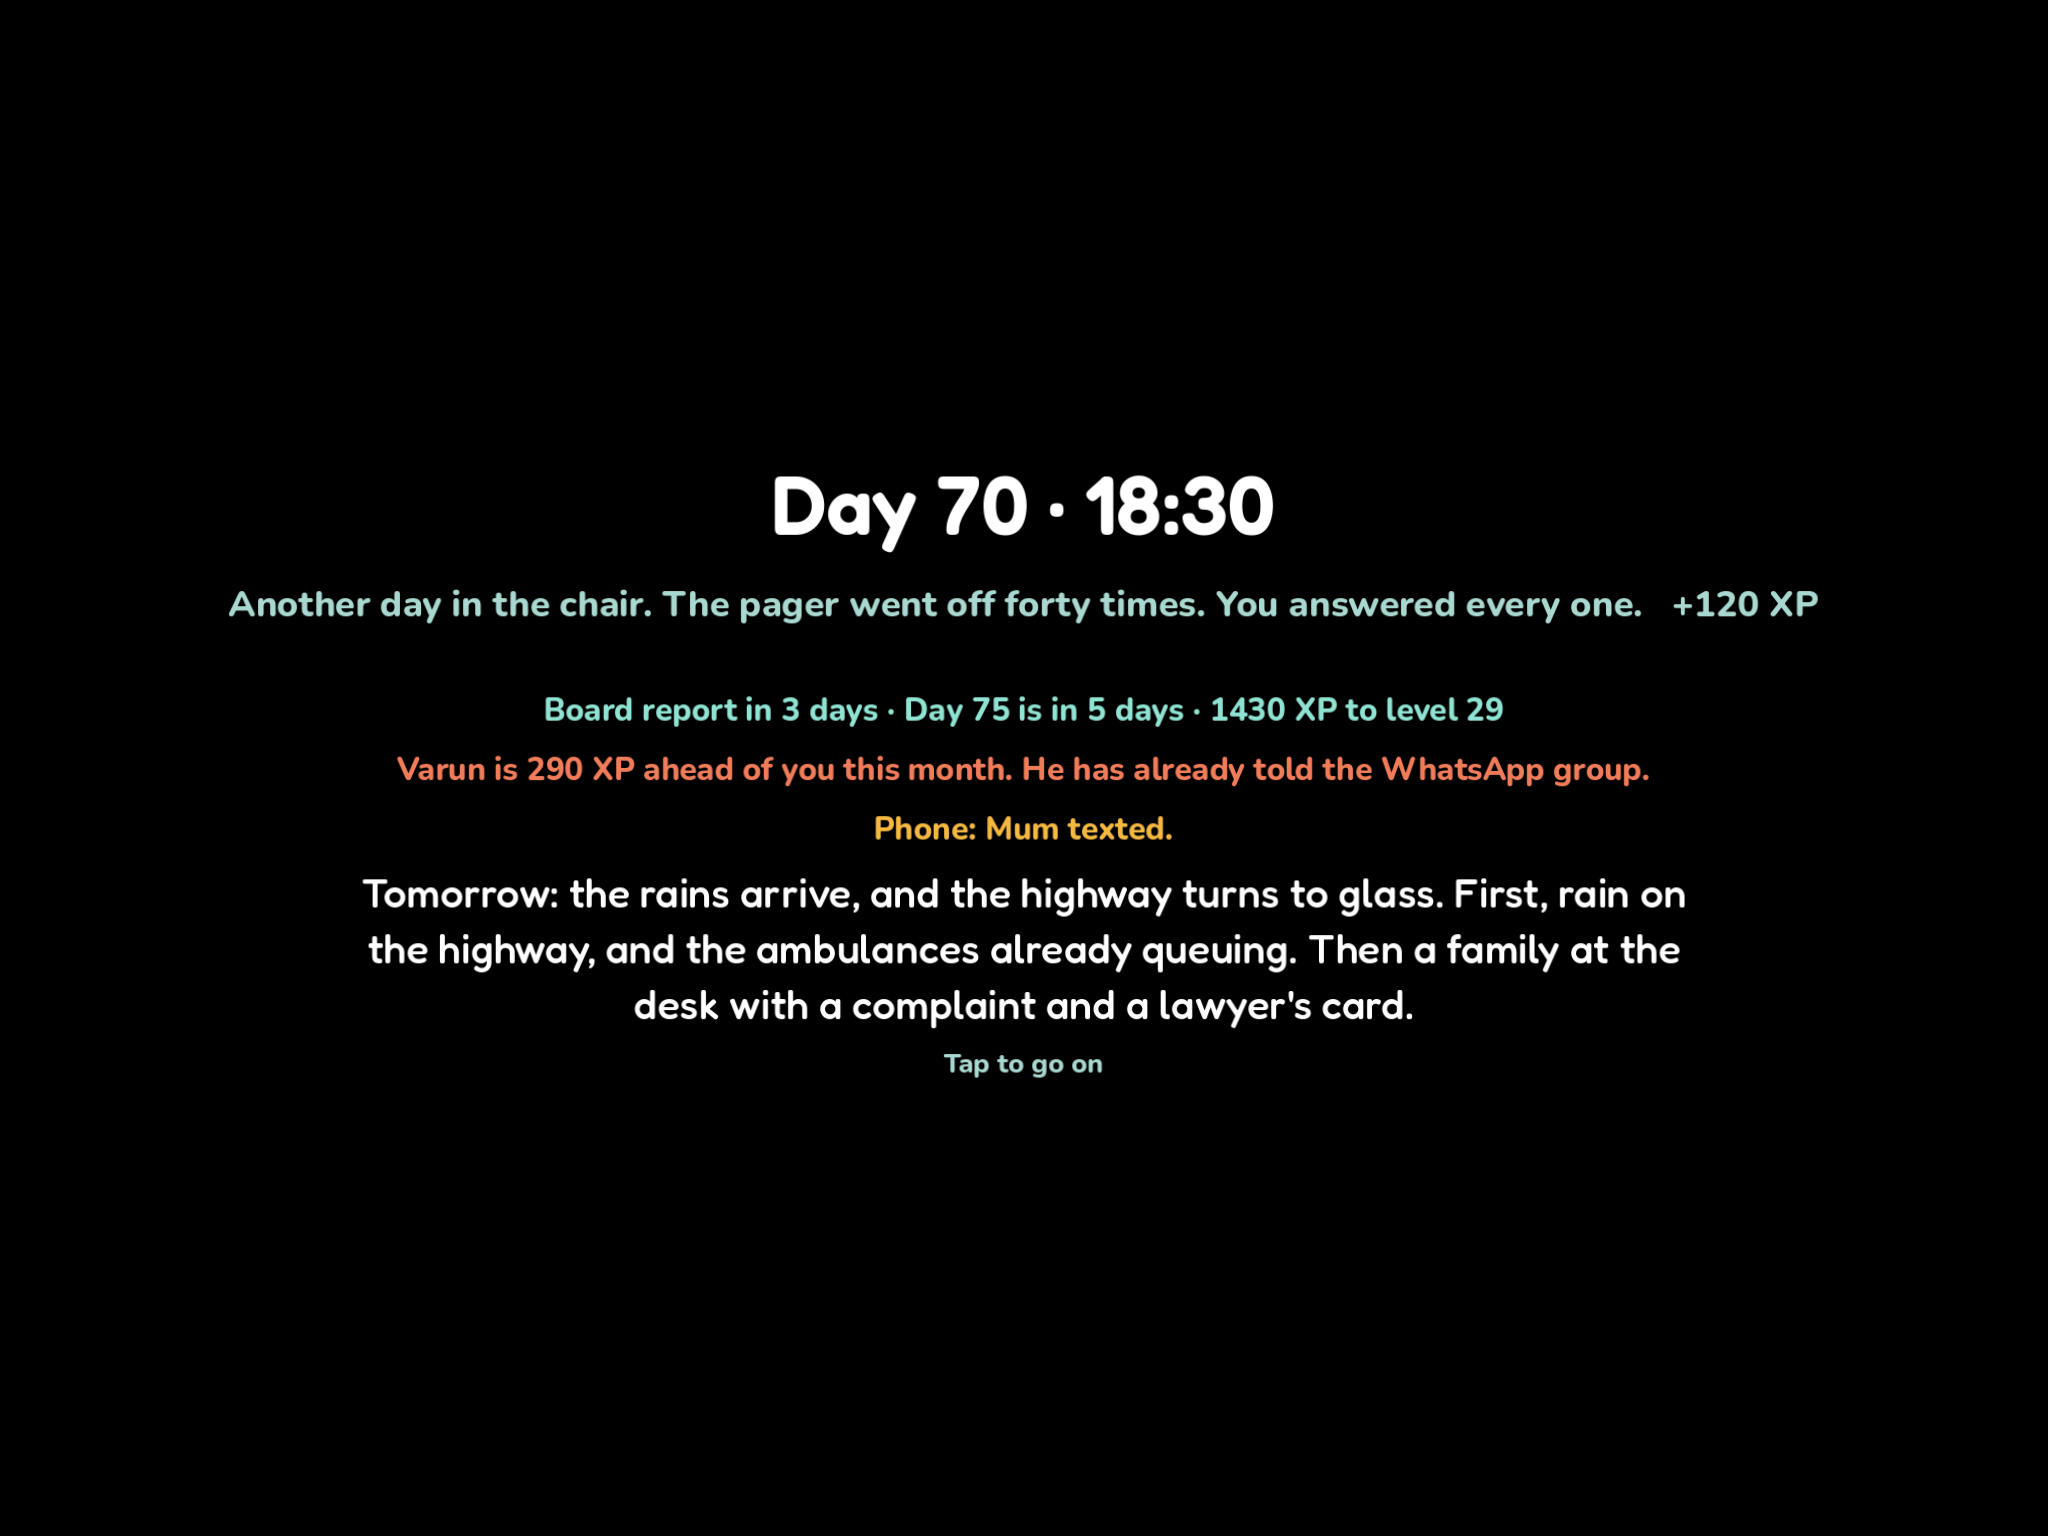 Day 70 · 18:30
Another day in the chair. The pager went off forty times. You answered every one. +120 XP
Board report in 3 days · Day 75 is in 5 days · 1430 XP to level 29
Varun is 290 XP ahead of you this month. He has already told the WhatsApp group.
Phone: Mum texted.
Tomorrow: the rains arrive, and the highway turns to glass. First, rain on
the highway, and the ambulances already queuing. Then a family at the
desk with a complaint and a lawyer's card.
Tap to go on